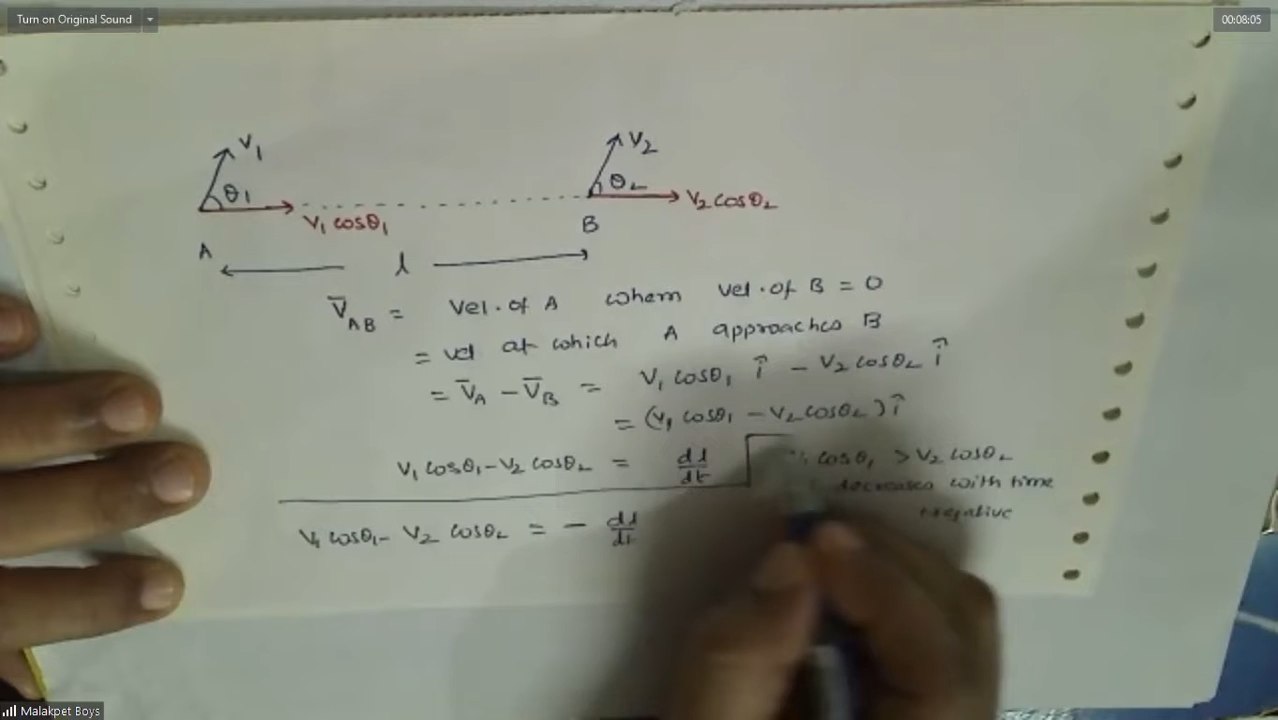 Turn on Original Sound
00:08:05
V1
V2
θ1
θ2
V1 cosθ1
V2 cosθ2
A
B
l
V̄AB = Vel. of A when vel. of B = 0
= vel at which A approaches B
= V̄A - V̄B = V1 cosθ1 î - V2 cosθ2 î
= (V1 cosθ1 - V2 cosθ2) î
V1 cosθ1 - V2 cosθ2 = dl/dt
cosθ1 > V2 cosθ2
decreases with time
negative
V1 cosθ1 - V2 cosθ2 = - dl/dt
Malakpet Boys